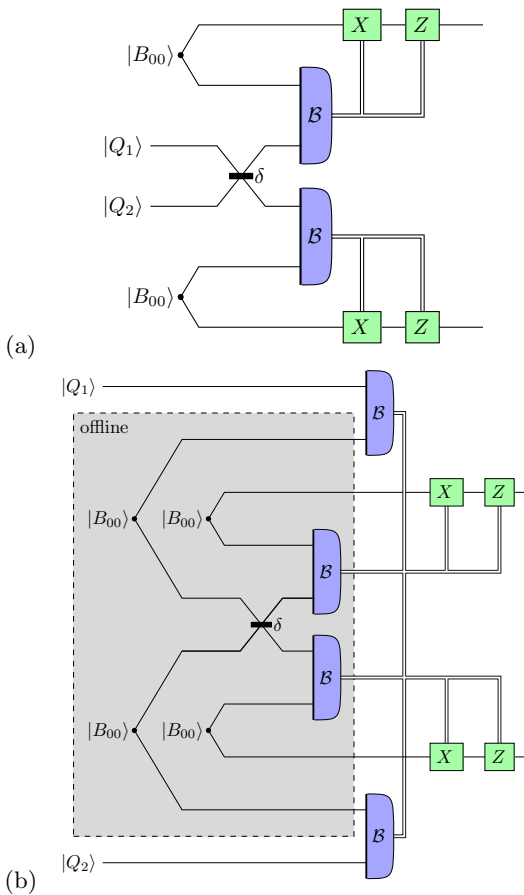 X Z
|B₀₀⟩
ℬ
|Q₁⟩
δ
|Q₂⟩
ℬ
|B₀₀⟩
X Z
(a)
|Q₁⟩
ℬ
offline
X Z
|B₀₀⟩ |B₀₀⟩
ℬ
δ
ℬ
|B₀₀⟩ |B₀₀⟩
X Z
ℬ
|Q₂⟩
(b)